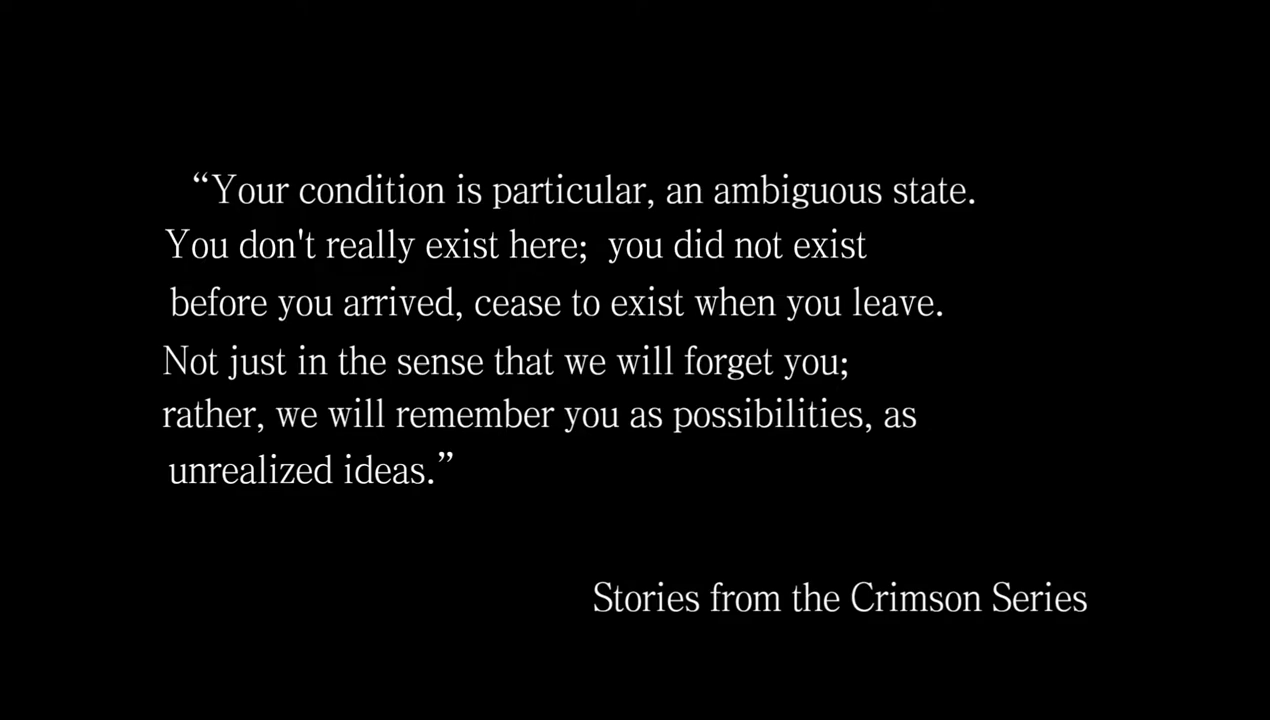 “Your condition is particular, an ambiguous state.
You don't really exist here; you did not exist
before you arrived, cease to exist when you leave.
Not just in the sense that we will forget you;
rather, we will remember you as possibilities, as
unrealized ideas.”
Stories from the Crimson Series